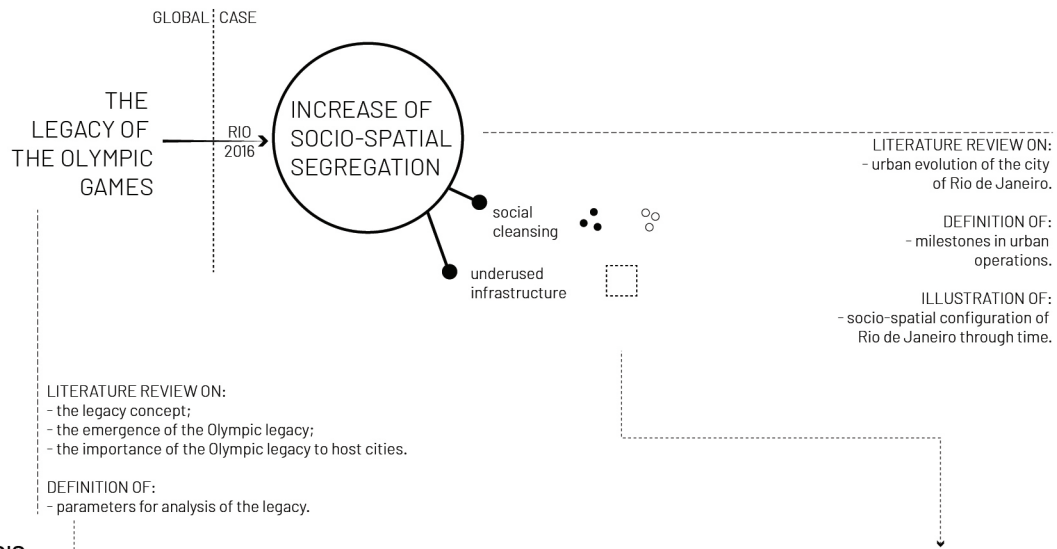 GLOBAL CASE
THE
LEGACY OF
THE OLYMPIC
GAMES
RIO
2016
INCREASE OF
SOCIO-SPATIAL
SEGREGATION
social
cleansing
underused
infrastructure
LITERATURE REVIEW ON:
- urban evolution of the city
of Rio de Janeiro.
DEFINITION OF:
- milestones in urban
operations.
ILLUSTRATION OF:
- socio-spatial configuration of
Rio de Janeiro through time.
LITERATURE REVIEW ON:
- the legacy concept;
- the emergence of the Olympic legacy;
- the importance of the Olympic legacy to host cities.
DEFINITION OF:
- parameters for analysis of the legacy.